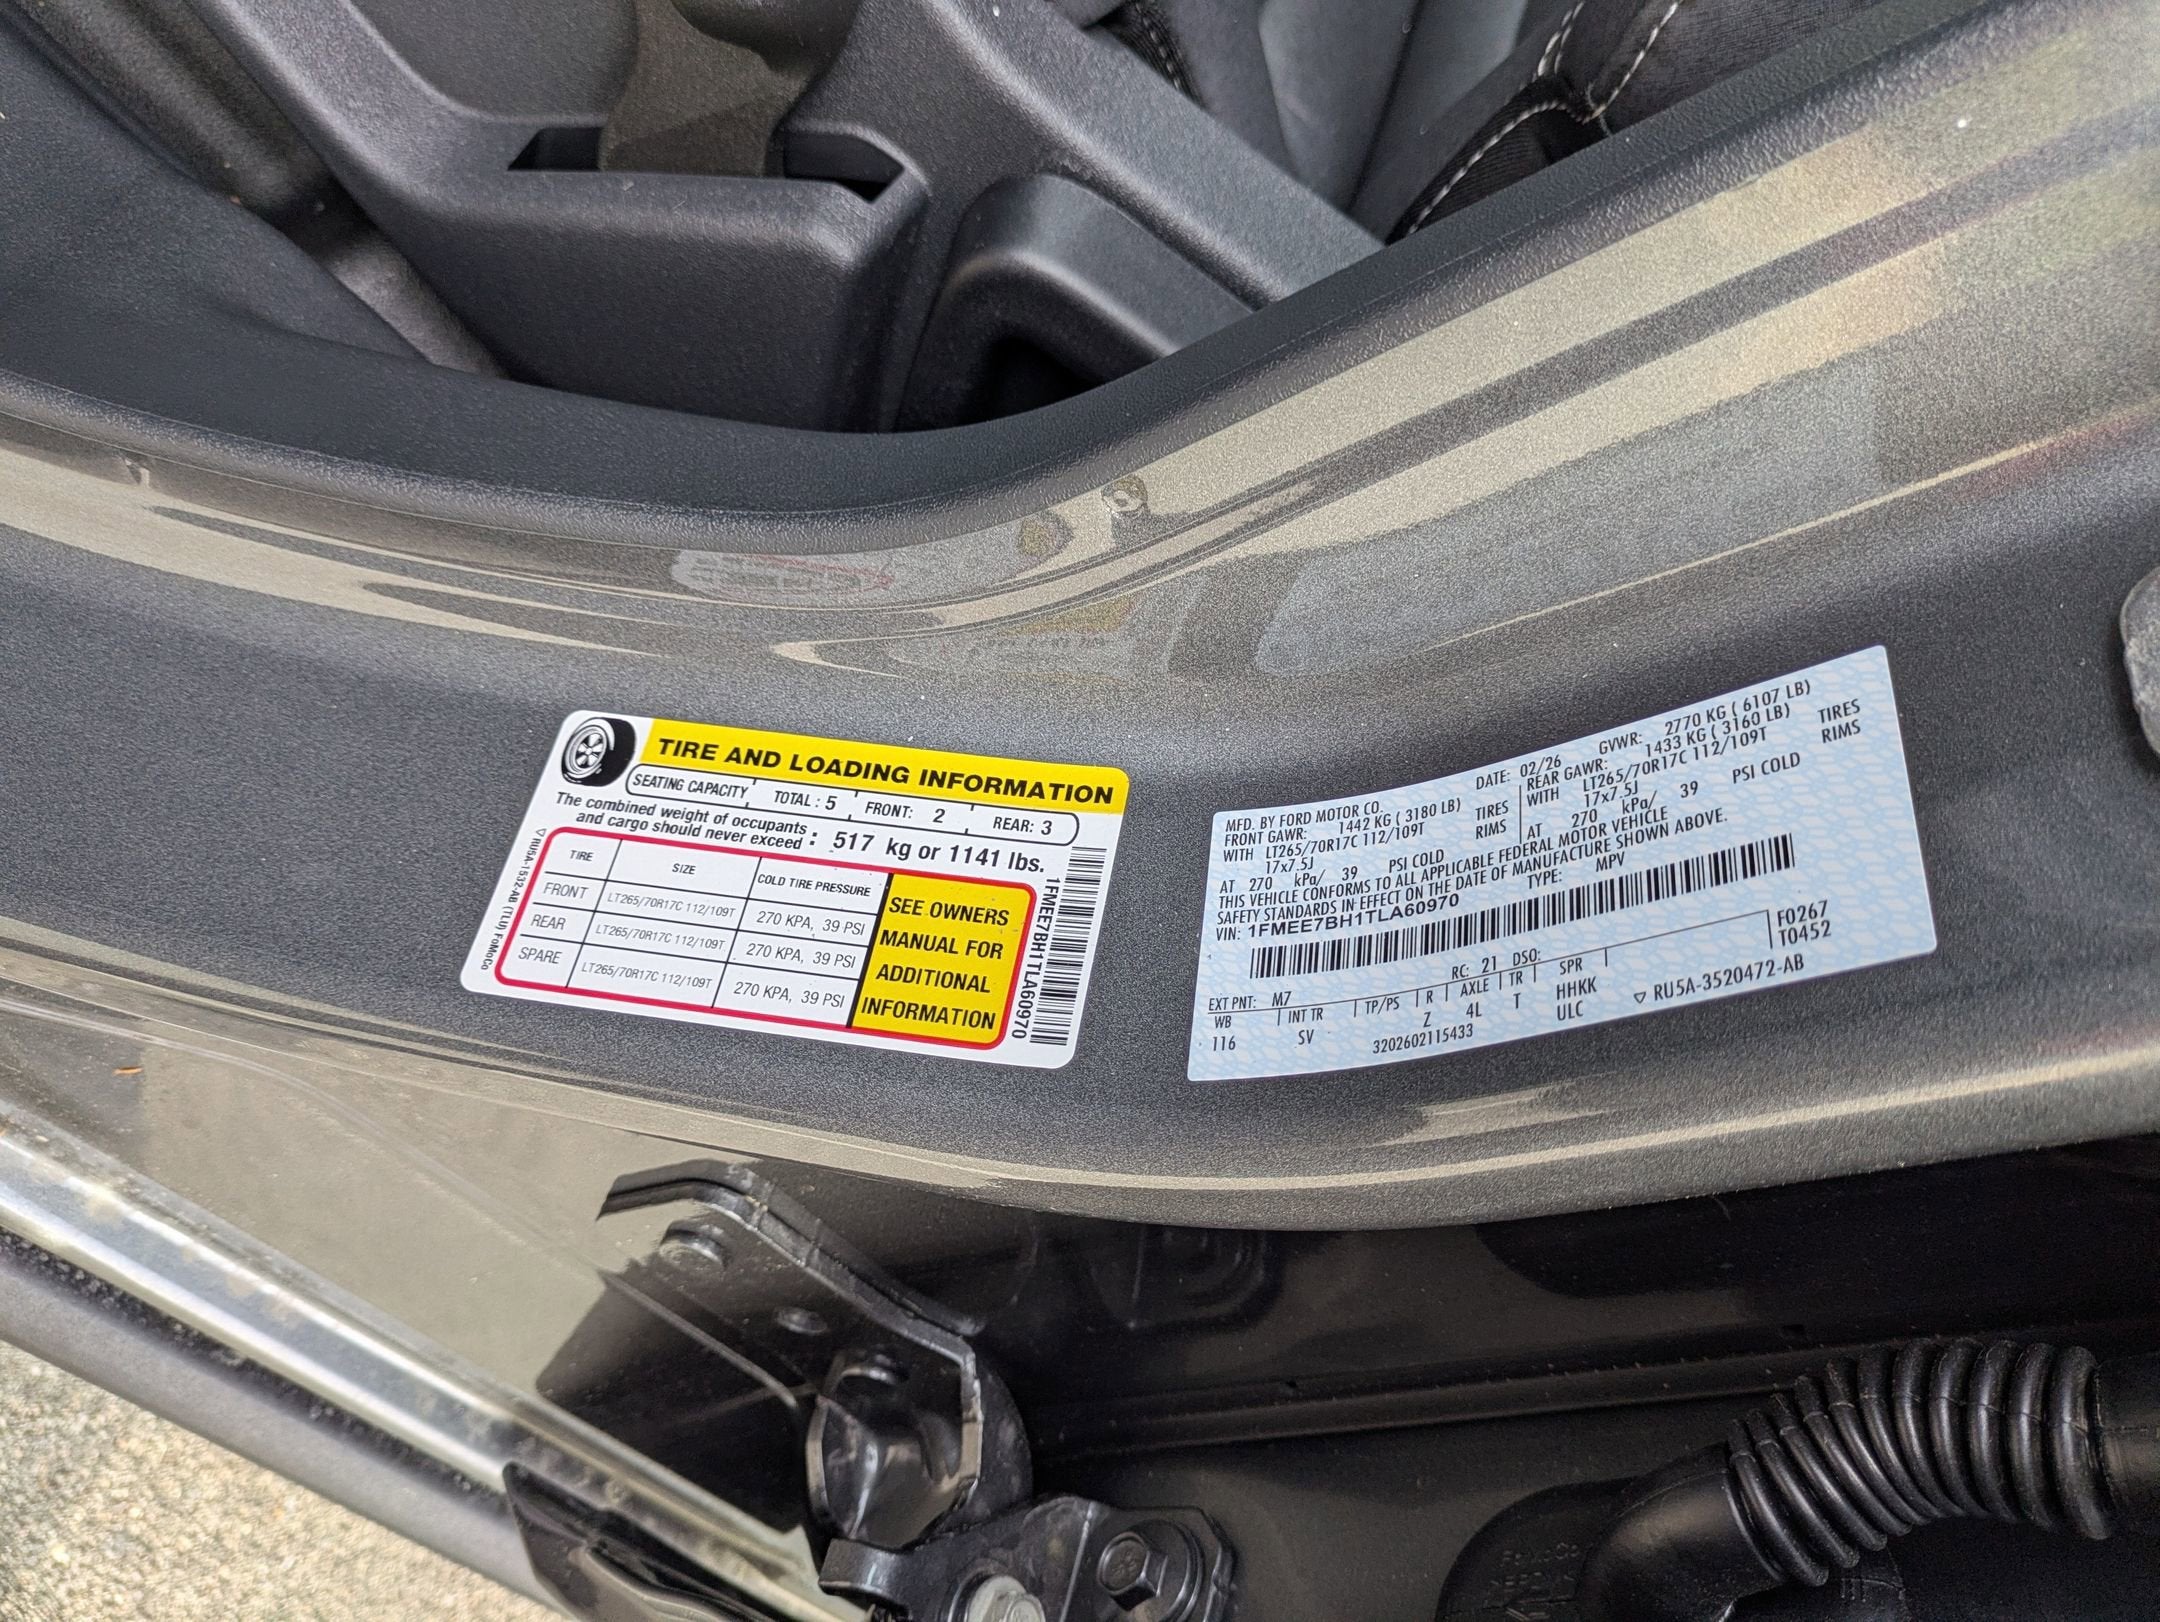 TIRE AND LOADING INFORMATION
SEATING CAPACITY TOTAL : 5 FRONT: 2 REAR: 3
The combined weight of occupants
and cargo should never exceed : 517 kg or 1141 lbs.
TIRE SIZE COLD TIRE PRESSURE
FRONT LT265/70R17C 112/109T 270 KPA, 39 PSI
REAR LT265/70R17C 112/109T 270 KPA, 39 PSI
SPARE LT265/70R17C 112/109T 270 KPA, 39 PSI
SEE OWNERS
MANUAL FOR
ADDITIONAL
INFORMATION
▽RU5A-1532-AB (TLI) FoMoCo
1FMEE7BH1TLA60970
MFD. BY FORD MOTOR CO. DATE: 02/26 GVWR: 2770 KG ( 6107 LB)
FRONT GAWR: 1442 KG ( 3180 LB) REAR GAWR: 1433 KG ( 3160 LB)
WITH LT265/70R17C 112/109T TIRES WITH LT265/70R17C 112/109T TIRES
17x7.5J RIMS 17x7.5J RIMS
AT 270 kPa/ 39 PSI COLD AT 270 kPa/ 39 PSI COLD
THIS VEHICLE CONFORMS TO ALL APPLICABLE FEDERAL MOTOR VEHICLE
SAFETY STANDARDS IN EFFECT ON THE DATE OF MANUFACTURE SHOWN ABOVE.
VIN: 1FMEE7BH1TLA60970 TYPE: MPV
F0267
T0452
EXT PNT: M7 RC: 21 DSO:
WB INT TR TP/PS R AXLE TR SPR
116 SV Z 4L T HHKK
ULC
3202602115433
▽ RU5A-3520472-AB